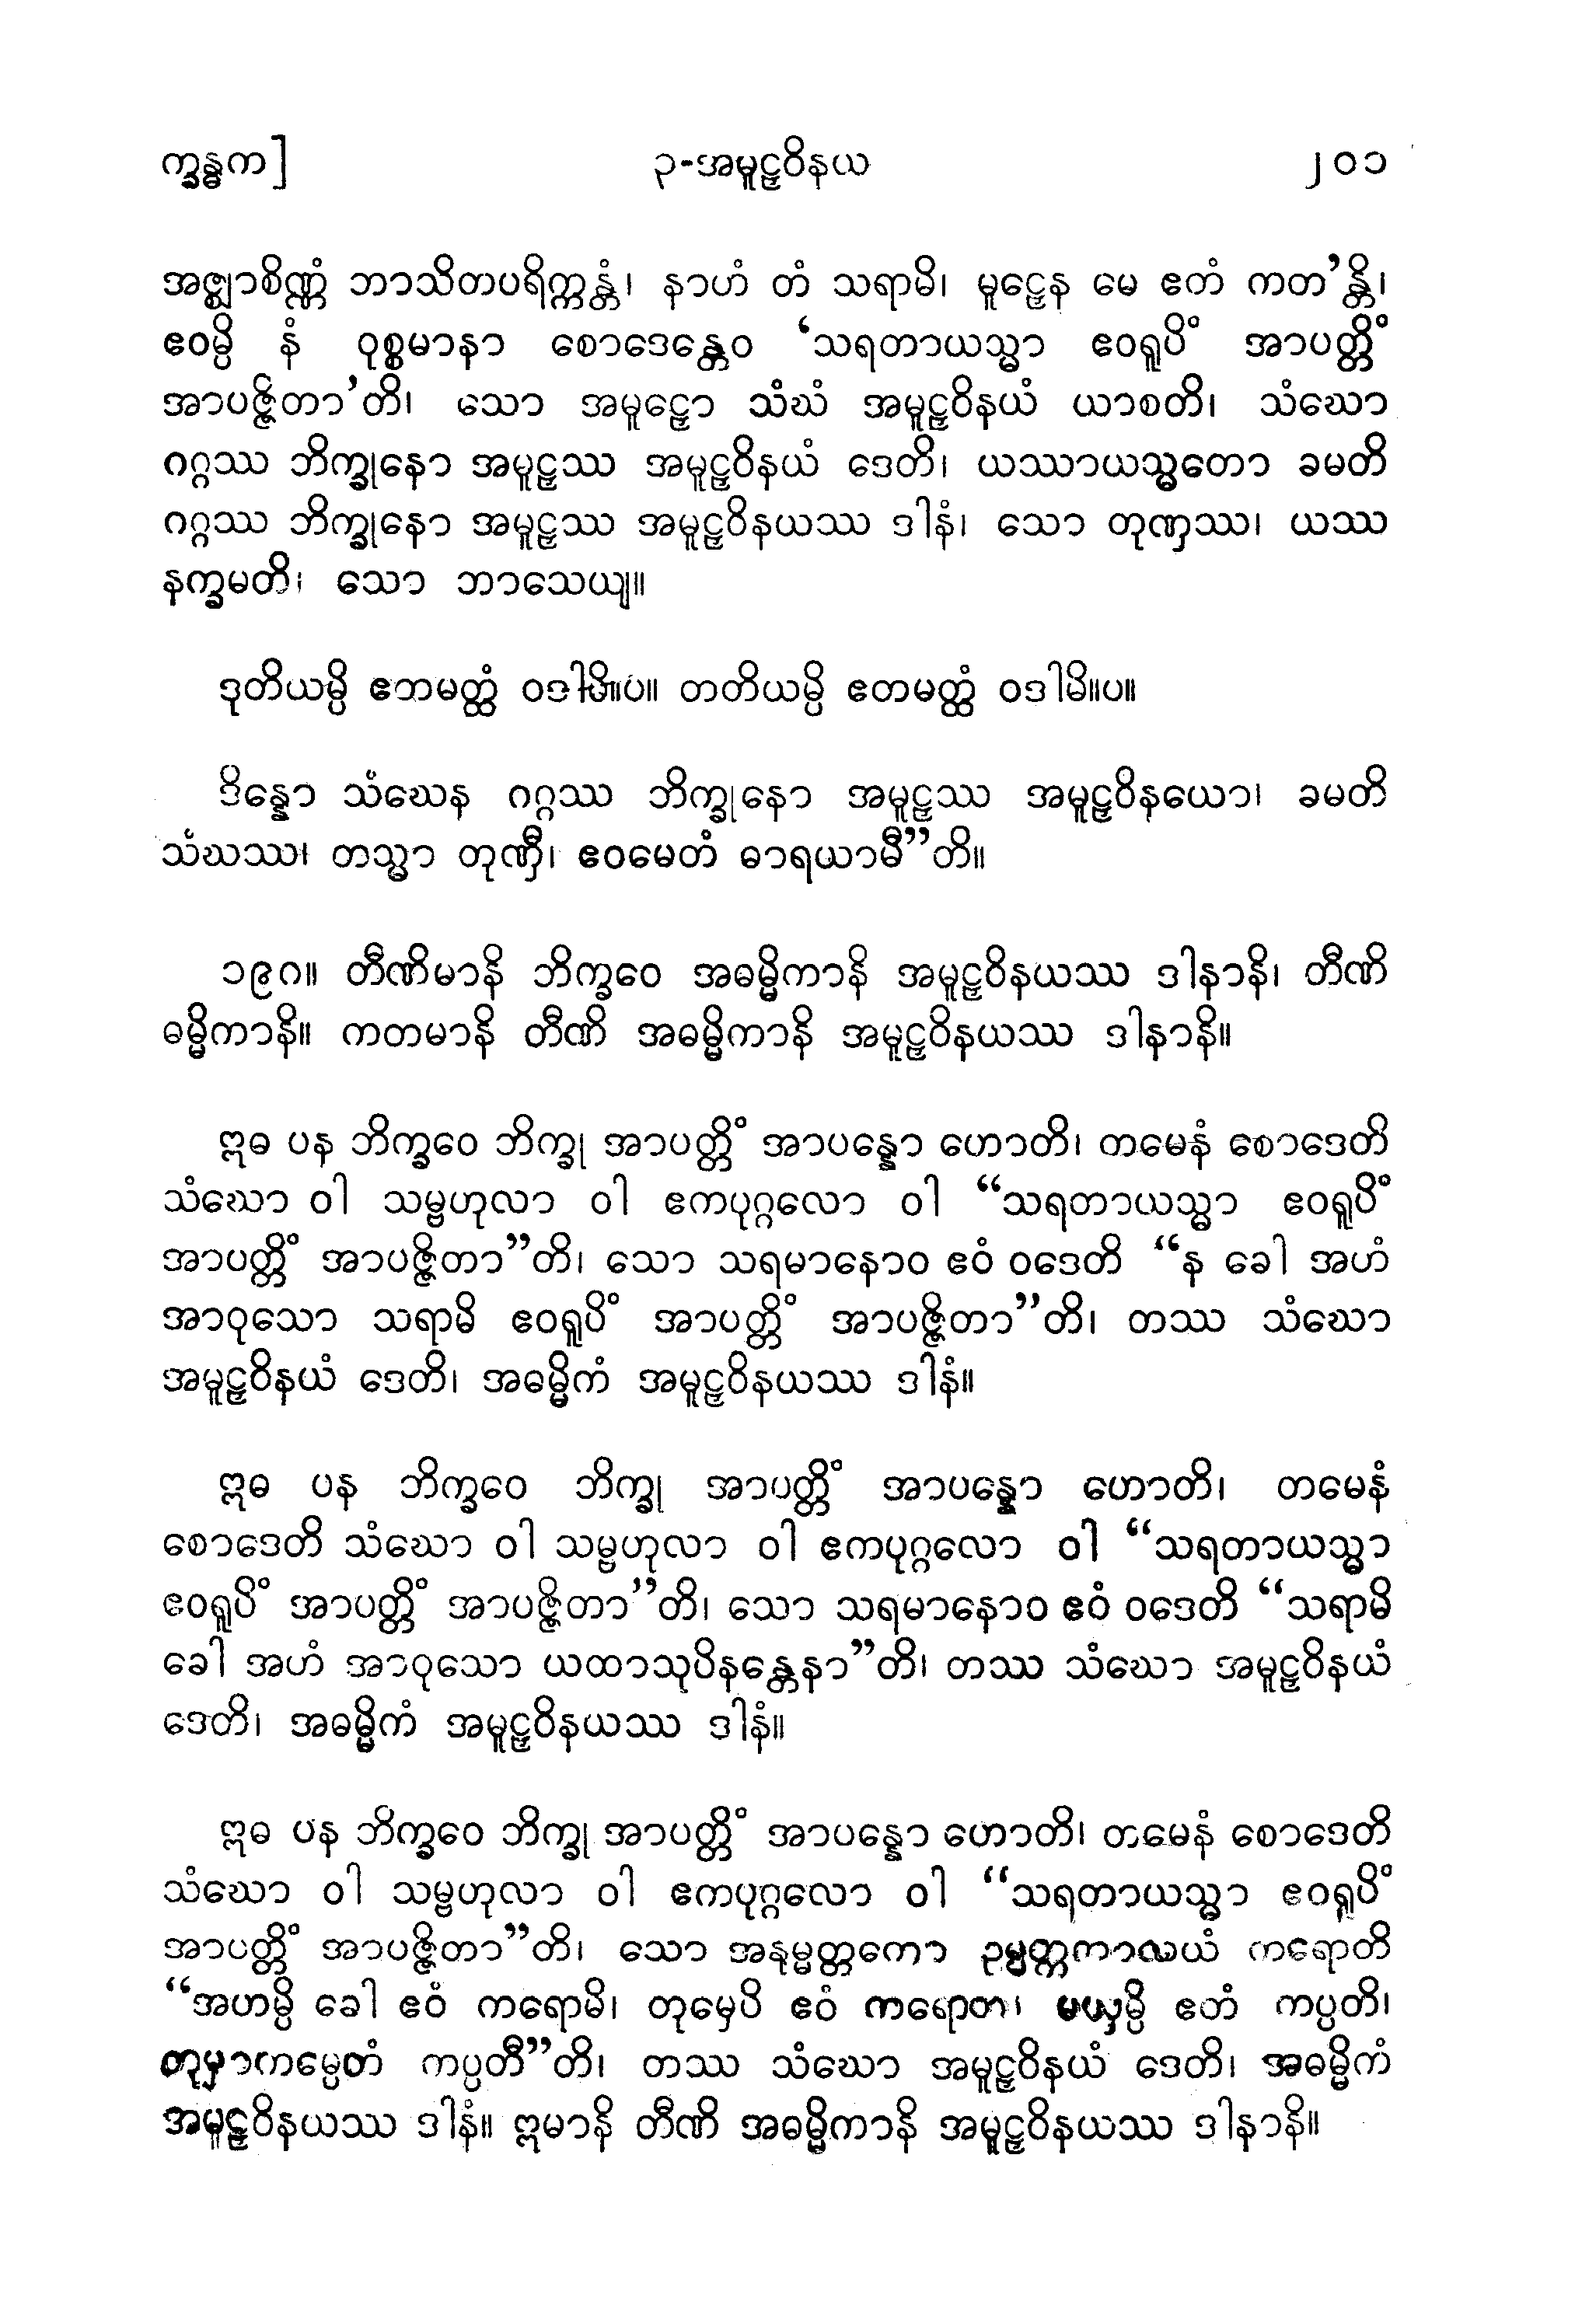 က္ခန္ဓက]
၃-အမူဠှဝိနယ
၂၀၁
အဇ္ဈာစိဏ္ဏံ ဘာသိတပရိက္ကန္တံ၊ နာဟံ တံ သရာမိ၊ မူဠှေန မေ ဧတံ ကတ’န္တိ၊
ဧဝမ္ပိ နံ ဝုစ္စမာနာ စောဒေန္တေဝ ‘သရတာယသ္မာ ဧဝရူပိံ အာပတ္တိံ
အာပဇ္ဇိတာ’တိ၊ သော အမူဠှော သံဃံ အမူဠှဝိနယံ ယာစတိ၊ သံဃော
ဂဂ္ဂဿ ဘိက္ခုနော အမူဠှဿ အမူဠှဝိနယံ ဒေတိ၊ ယဿာယသ္မတော ခမတိ
ဂဂ္ဂဿ ဘိက္ခုနော အမူဠှဿ အမူဠှဝိနယဿ ဒါနံ၊ သော တုဏှဿ၊ ယဿ
နက္ခမတိ၊ သော ဘာသေယျ။
ဒုတိယမ္ပိ ဧတမတ္ထံ ဝဒါမိ။ပ။ တတိယမ္ပိ ဧတမတ္ထံ ဝဒါမိ။ပ။
ဒိန္နော သံဃေန ဂဂ္ဂဿ ဘိက္ခုနော အမူဠှဿ အမူဠှဝိနယော၊ ခမတိ
သံဃဿ၊ တသ္မာ တုဏှီ၊ ဧဝမေတံ ဓာရယာမီ”တိ။
၁၉၈။ တီဏိမာနိ ဘိက္ခဝေ အဓမ္မိကာနိ အမူဠှဝိနယဿ ဒါနာနိ၊ တီဏိ
ဓမ္မိကာနိ။ ကတမာနိ တီဏိ အဓမ္မိကာနိ အမူဠှဝိနယဿ ဒါနာနိ။
ဣဓ ပန ဘိက္ခဝေ ဘိက္ခု အာပတ္တိံ အာပန္နော ဟောတိ၊ တမေနံ စောဒေတိ
သံဃော ဝါ သမ္ဗဟုလာ ဝါ ဧကပုဂ္ဂလော ဝါ “သရတာယသ္မာ ဧဝရူပိံ
အာပတ္တိံ အာပဇ္ဇိတာ”တိ၊ သော သရမာနောဝ ဧဝံ ဝဒေတိ “န ခေါ အဟံ
အာဝုသော သရာမိ ဧဝရူပိံ အာပတ္တိံ အာပဇ္ဇိတာ”တိ၊ တဿ သံဃော
အမူဠှဝိနယံ ဒေတိ၊ အဓမ္မိကံ အမူဠှဝိနယဿ ဒါနံ။
ဣဓ ပန ဘိက္ခဝေ ဘိက္ခု အာပတ္တိံ အာပန္နော ဟောတိ၊ တမေနံ
စောဒေတိ သံဃော ဝါ သမ္ဗဟုလာ ဝါ ဧကပုဂ္ဂလော ဝါ “သရတာယသ္မာ
ဧဝရူပိံ အာပတ္တိံ အာပဇ္ဇိတာ”တိ၊ သော သရမာနောဝ ဧဝံ ဝဒေတိ “သရာမိ
ခေါ အဟံ အာဝုသော ယထာသုပိနန္တေနာ”တိ၊ တဿ သံဃော အမူဠှဝိနယံ
ဒေတိ၊ အဓမ္မိကံ အမူဠှဝိနယဿ ဒါနံ။
ဣဓ ပန ဘိက္ခဝေ ဘိက္ခု အာပတ္တိံ အာပန္နော ဟောတိ၊ တမေနံ စောဒေတိ
သံဃော ဝါ သမ္ဗဟုလာ ဝါ ဧကပုဂ္ဂလော ဝါ “သရတာယသ္မာ ဧဝရူပိံ
အာပတ္တိံ အာပဇ္ဇိတာ”တိ၊ သော အနုမ္မတ္တကော ဥမ္မတ္တကာလယံ ကရောတိ
“အဟမ္ပိ ခေါ ဧဝံ ကရောမိ၊ တုမှေပိ ဧဝံ ကရောထ၊ မယှမ္ပိ ဧတံ ကပ္ပတိ၊
တုမှာကမ္ပေတံ ကပ္ပတီ”တိ၊ တဿ သံဃော အမူဠှဝိနယံ ဒေတိ၊ အဓမ္မိကံ
အမူဠှဝိနယဿ ဒါနံ။ ဣမာနိ တီဏိ အဓမ္မိကာနိ အမူဠှဝိနယဿ ဒါနာနိ။